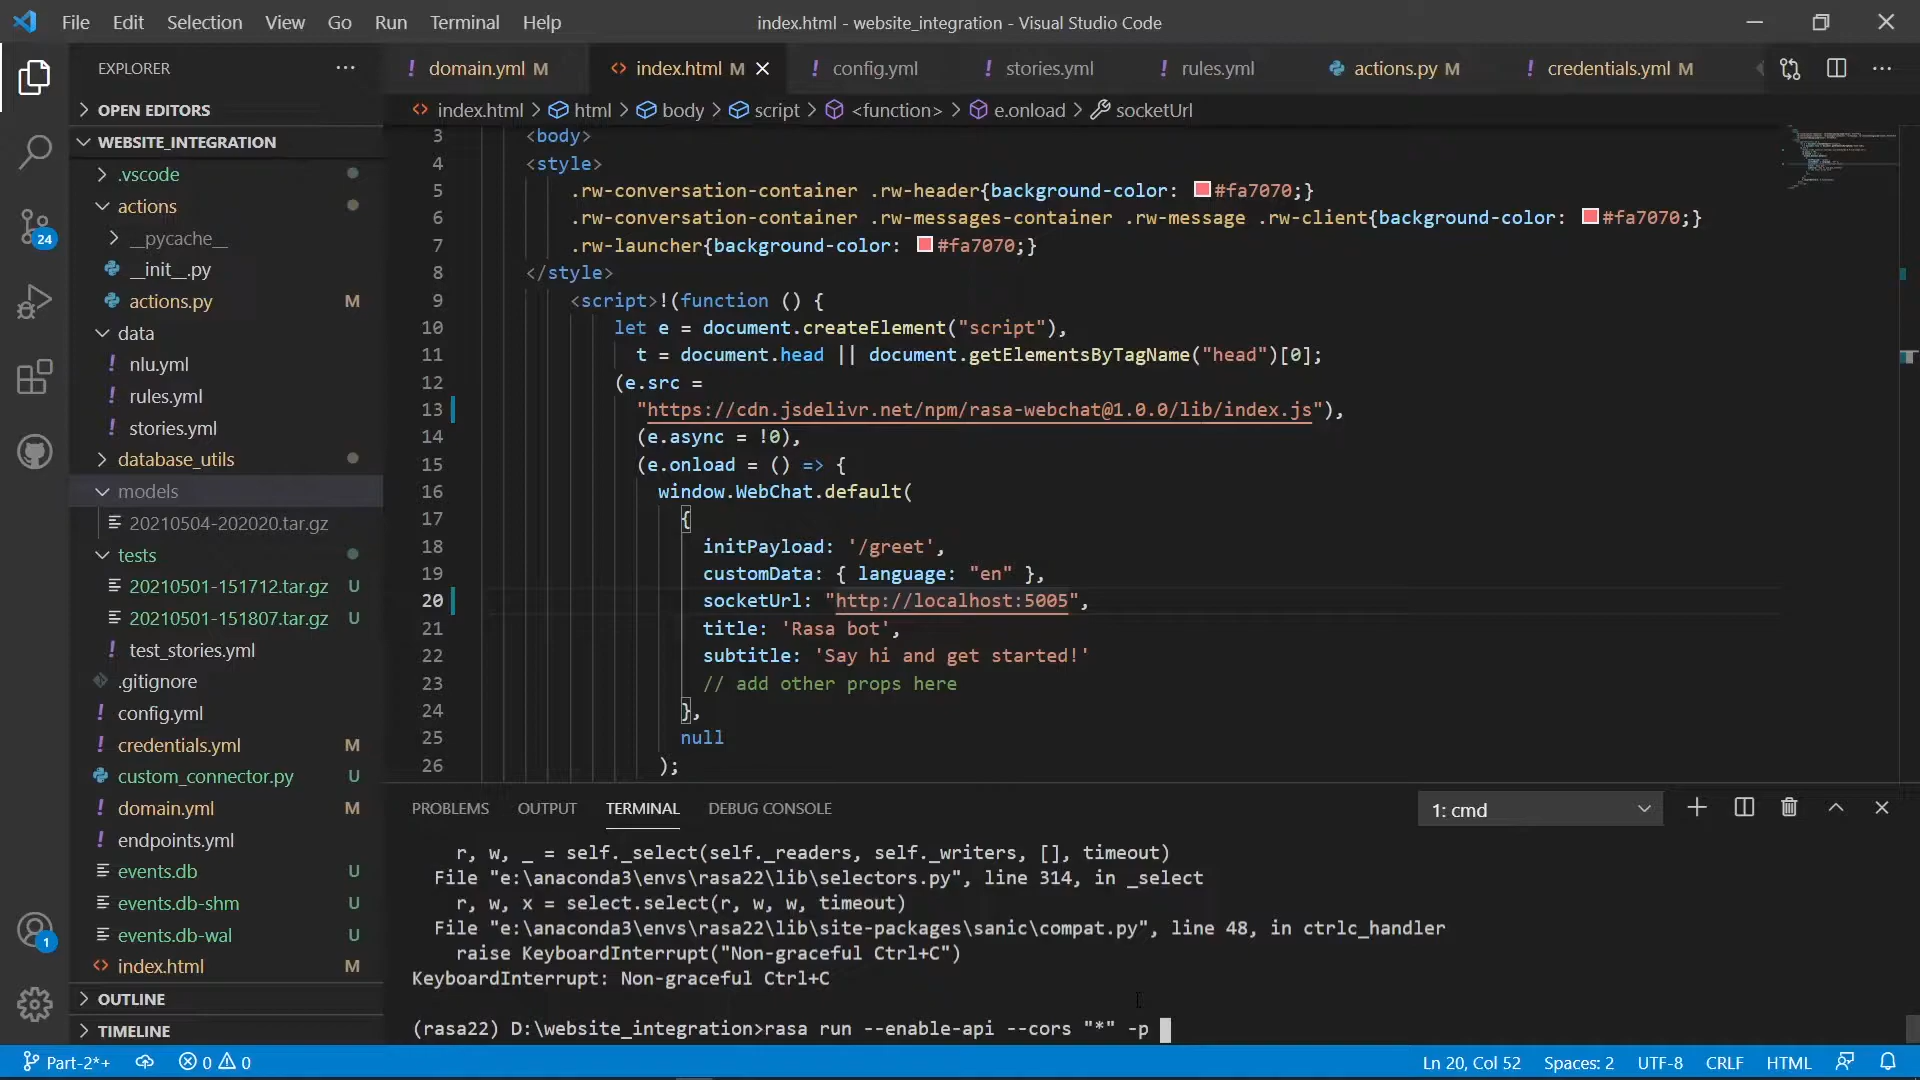 File Edit Selection View Go Run Terminal Help
index.html - website_integration - Visual Studio Code
EXPLORER
domain.yml M
index.html M
config.yml
stories.yml
rules.yml
actions.py M
credentials.yml M
index.html > html > body > script > <function> > e.onload > socketUrl
OPEN EDITORS
WEBSITE_INTEGRATION
.vscode
actions
__pycache__
__init__.py
actions.py M
data
nlu.yml
rules.yml
stories.yml
database_utils
models
20210504-202020.tar.gz
tests
20210501-151712.tar.gz U
20210501-151807.tar.gz U
test_stories.yml
.gitignore
config.yml
credentials.yml M
custom_connector.py U
domain.yml M
endpoints.yml
events.db U
events.db-shm U
events.db-wal U
index.html M
OUTLINE
TIMELINE
24
1
3 <body>
4 <style>
5 .rw-conversation-container .rw-header{background-color: #fa7070;}
6 .rw-conversation-container .rw-messages-container .rw-message .rw-client{background-color: #fa7070;}
7 .rw-launcher{background-color: #fa7070;}
8 </style>
9 <script>!(function () {
10 let e = document.createElement("script"),
11 t = document.head || document.getElementsByTagName("head")[0];
12 (e.src =
13 "https://cdn.jsdelivr.net/npm/rasa-webchat@1.0.0/lib/index.js"),
14 (e.async = !0),
15 (e.onload = () => {
16 window.WebChat.default(
17 {
18 initPayload: '/greet',
19 customData: { language: "en" },
20 socketUrl: "http://localhost:5005",
21 title: 'Rasa bot',
22 subtitle: 'Say hi and get started!'
23 // add other props here
24 },
25 null
26 );
PROBLEMS OUTPUT TERMINAL DEBUG CONSOLE
1: cmd
r, w, _ = self._select(self._readers, self._writers, [], timeout)
File "e:\anaconda3\envs\rasa22\lib\selectors.py", line 314, in _select
r, w, x = select.select(r, w, w, timeout)
File "e:\anaconda3\envs\rasa22\lib\site-packages\sanic\compat.py", line 48, in ctrlc_handler
raise KeyboardInterrupt("Non-graceful Ctrl+C")
KeyboardInterrupt: Non-graceful Ctrl+C
(rasa22) D:\website_integration>rasa run --enable-api --cors "*" -p
Part-2*+ 0 0
Ln 20, Col 52 Spaces: 2 UTF-8 CRLF HTML